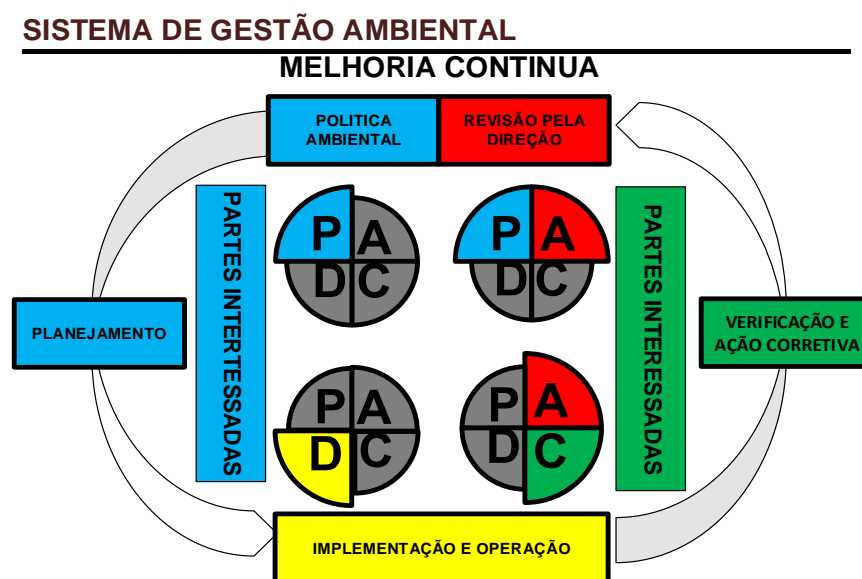 SISTEMA DE GESTÃO AMBIENTAL
MELHORIA CONTINUA
POLITICA
AMBIENTAL
REVISÃO PELA
DIREÇÃO
PARTES INTERTESSADAS
P A
D C
P A
D C
PARTES INTERESSADAS
PLANEJAMENTO
VERIFICAÇÃO E
AÇÃO CORRETIVA
P A
D C
P A
D C
IMPLEMENTAÇÃO E OPERAÇÃO